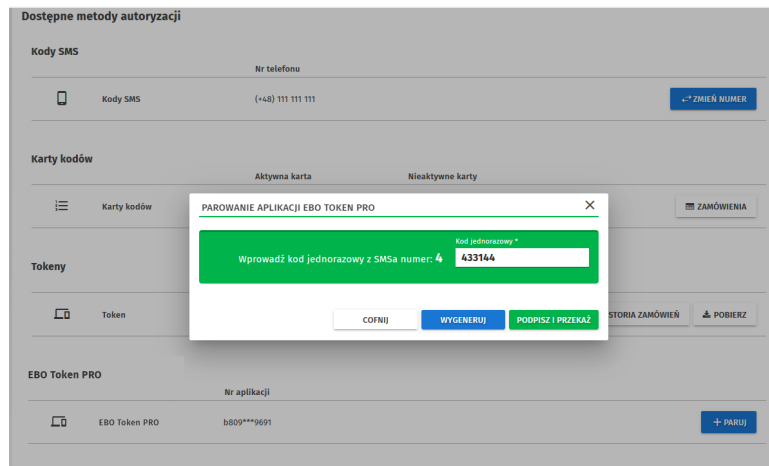 Dostępne metody autoryzacji
Kody SMS
Nr telefonu
Kody SMS (+48) 111 111 111 ZMIEŃ NUMER
Karty kodów
Aktywna karta Nieaktywne karty
Karty kodów ZAMÓWIENIA
PAROWANIE APLIKACJI EBO TOKEN PRO
Kod jednorazowy *
Wprowadź kod jednorazowy z SMSa numer: 4 433144
COFNIJ WYGENERUJ PODPISZ I PRZEKAŻ
Tokeny
Token STORIA ZAMÓWIEŃ POBIERZ
EBO Token PRO
Nr aplikacji
EBO Token PRO b809***9691 + PARUJ